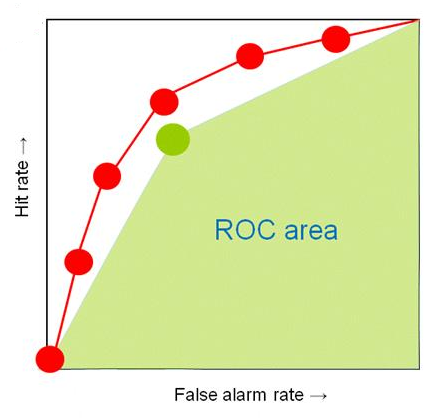 Hit rate →
ROC area
False alarm rate →